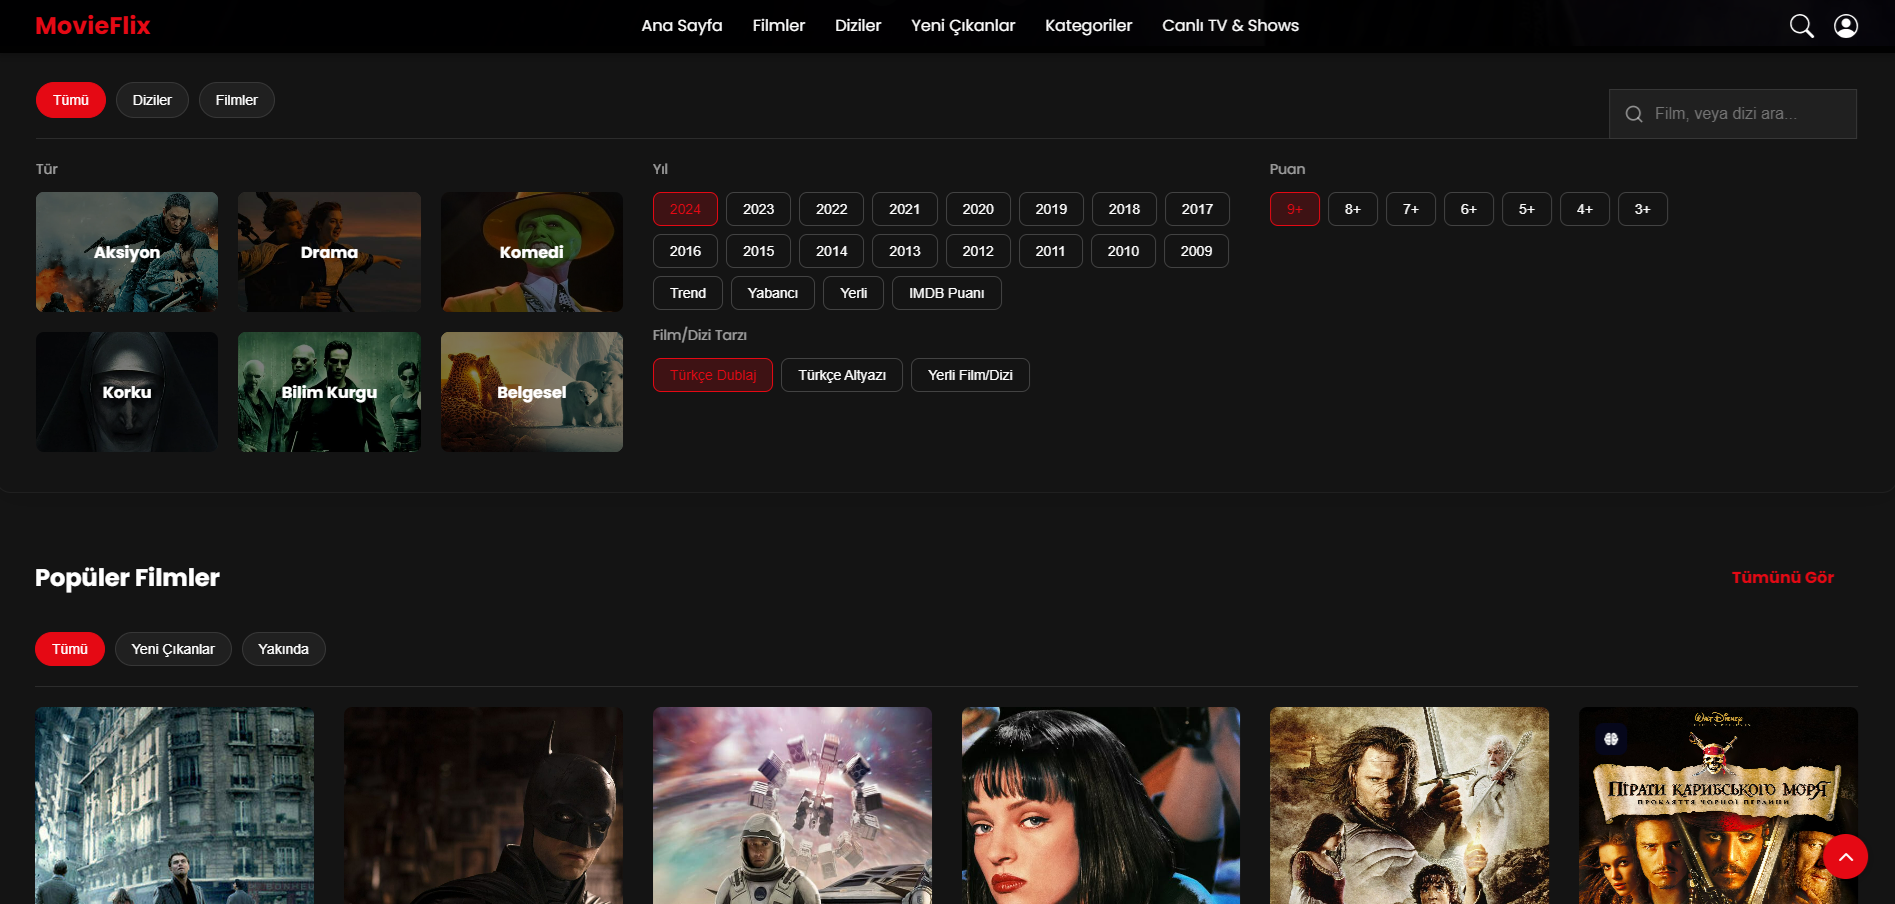 MovieFlix
Ana Sayfa Filmler Diziler Yeni Çıkanlar Kategoriler Canlı TV & Shows
Tümü Diziler Filmler
Film, veya dizi ara...
Tür
Aksiyon Drama Komedi
Korku Bilim Kurgu Belgesel
Yıl
2024 2023 2022 2021 2020 2019 2018 2017
2016 2015 2014 2013 2012 2011 2010 2009
Trend Yabancı Yerli IMDB Puanı
Film/Dizi Tarzı
Türkçe Dublaj Türkçe Altyazı Yerli Film/Dizi
Puan
9+ 8+ 7+ 6+ 5+ 4+ 3+
Popüler Filmler
Tümünü Gör
Tümü Yeni Çıkanlar Yakında
WALT DISNEY
ПІРАТИ КАРИБСЬКОГО МОРЯ
ПРОКЛЯТТЯ ЧОРНОЇ ПЕРЛИНИ